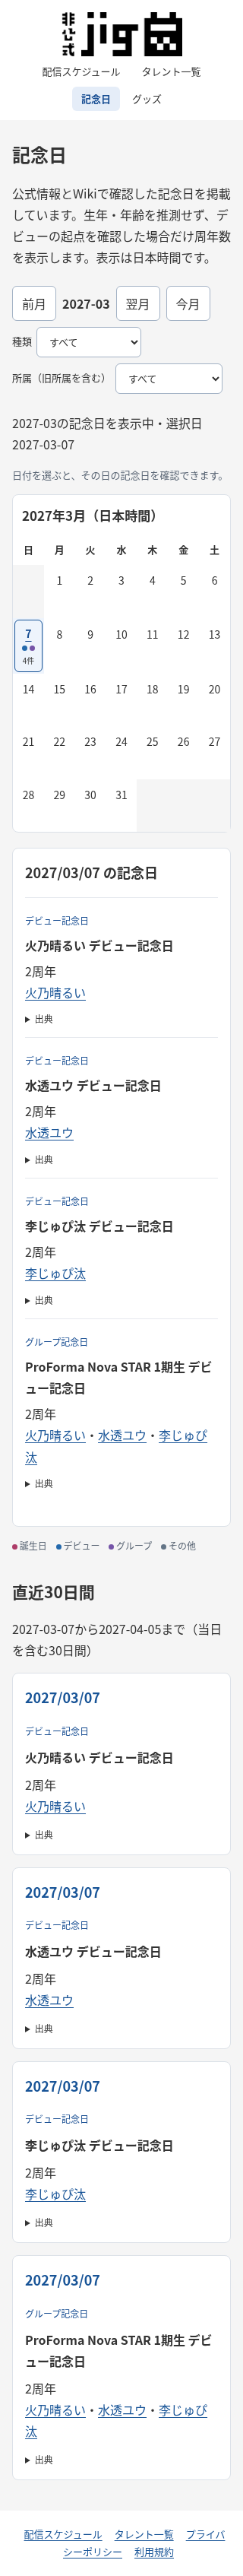 非公式 jig
配信スケジュール タレント一覧
記念日 グッズ
記念日
公式情報とWikiで確認した記念日を掲載
しています。生年・年齢を推測せず、デ
ビューの起点を確認した場合だけ周年数
を表示します。表示は日本時間です。
前月 2027-03 翌月 今月
種類 すべて
所属（旧所属を含む） すべて
2027-03の記念日を表示中・選択日
2027-03-07
日付を選ぶと、その日の記念日を確認できます。
2027年3月（日本時間）
日 月 火 水 木 金 土
1 2 3 4 5 6
7 8 9 10 11 12 13
4件
14 15 16 17 18 19 20
21 22 23 24 25 26 27
28 29 30 31
2027/03/07 の記念日
デビュー記念日
火乃晴るい デビュー記念日
2周年
火乃晴るい
▶ 出典
デビュー記念日
水透ユウ デビュー記念日
2周年
水透ユウ
▶ 出典
デビュー記念日
李じゅぴ汰 デビュー記念日
2周年
李じゅぴ汰
▶ 出典
グループ記念日
ProForma Nova STAR 1期生 デビ
ュー記念日
2周年
火乃晴るい・水透ユウ・李じゅぴ
汰
▶ 出典
誕生日 デビュー グループ その他
直近30日間
2027-03-07から2027-04-05まで（当日
を含む30日間）
2027/03/07
デビュー記念日
火乃晴るい デビュー記念日
2周年
火乃晴るい
▶ 出典
2027/03/07
デビュー記念日
水透ユウ デビュー記念日
2周年
水透ユウ
▶ 出典
2027/03/07
デビュー記念日
李じゅぴ汰 デビュー記念日
2周年
李じゅぴ汰
▶ 出典
2027/03/07
グループ記念日
ProForma Nova STAR 1期生 デビ
ュー記念日
2周年
火乃晴るい・水透ユウ・李じゅぴ
汰
▶ 出典
配信スケジュール タレント一覧 プライバ
シーポリシー 利用規約